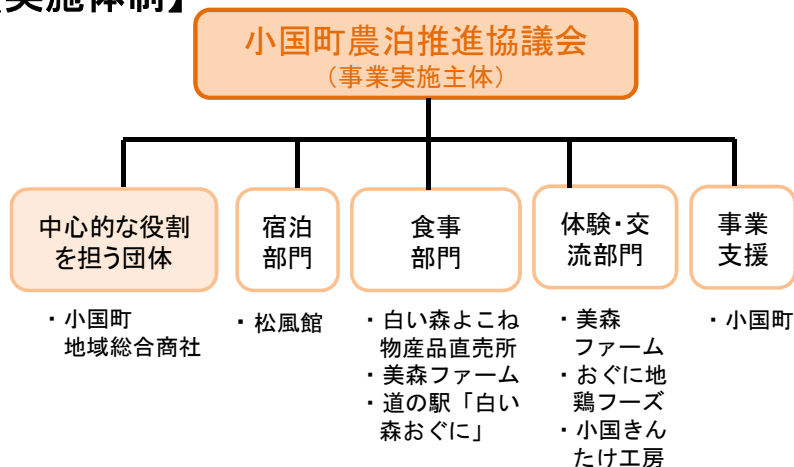 実施体制】
小国町農泊推進協議会
（事業実施主体）
中心的な役割
を担う団体
宿泊
部門
食事
部門
体験・交
流部門
事業
支援
・小国町
地域総合商社
・松風館
・白い森よこね
物産品直売所
・美森ファーム
・道の駅「白い
森おぐに」
・美森
ファーム
・おぐに地
鶏フーズ
・小国きん
たけ工房
・小国町